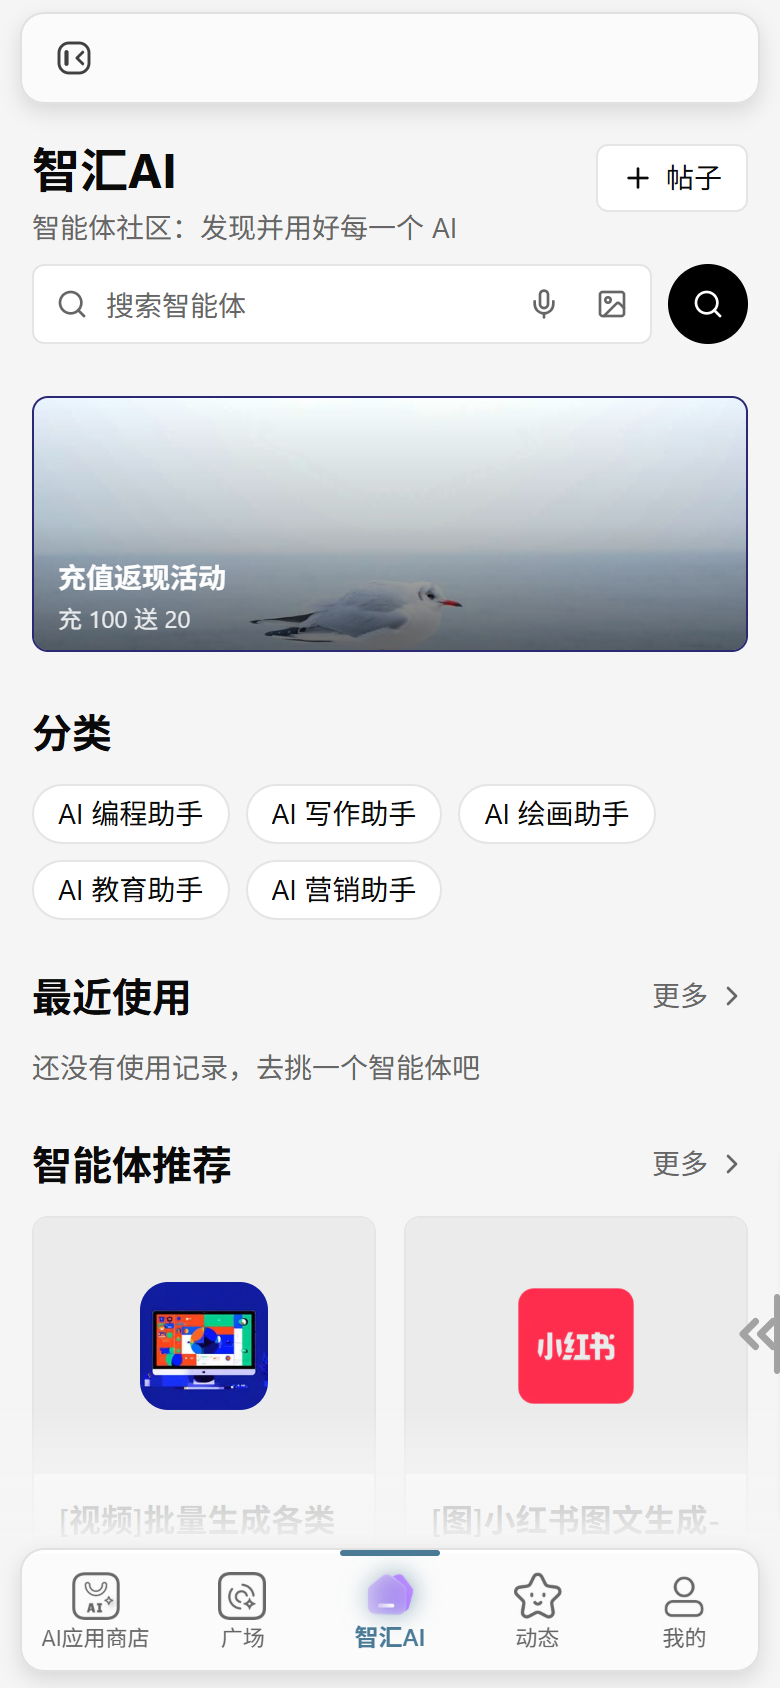 智汇AI
帖子
智能体社区：发现并用好每一个 AI
搜索智能体
充值返现活动
充 100 送 20
分类
AI 编程助手
AI 写作助手
AI 绘画助手
AI 教育助手
AI 营销助手
最近使用
更多
还没有使用记录，去挑一个智能体吧
智能体推荐
更多
小红书
[视频]批量生成各类
[图]小红书图文生成-
AI
AI应用商店
广场
智汇AI
动态
我的